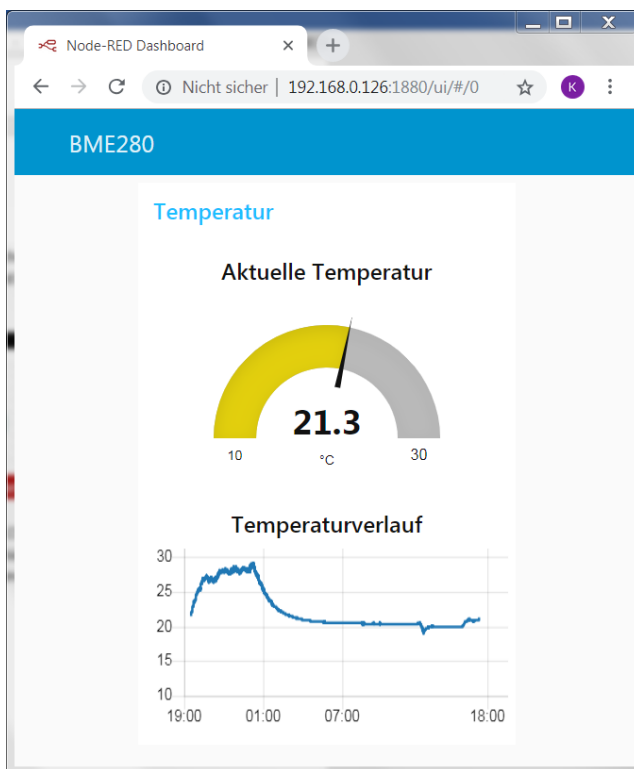 Node-RED Dashboard
Nicht sicher | 192.168.0.126:1880/ui/#/0
K
BME280
Temperatur
Aktuelle Temperatur
21.3
10
°C
30
Temperaturverlauf
30
25
20
15
10
19:00 01:00 07:00 18:00